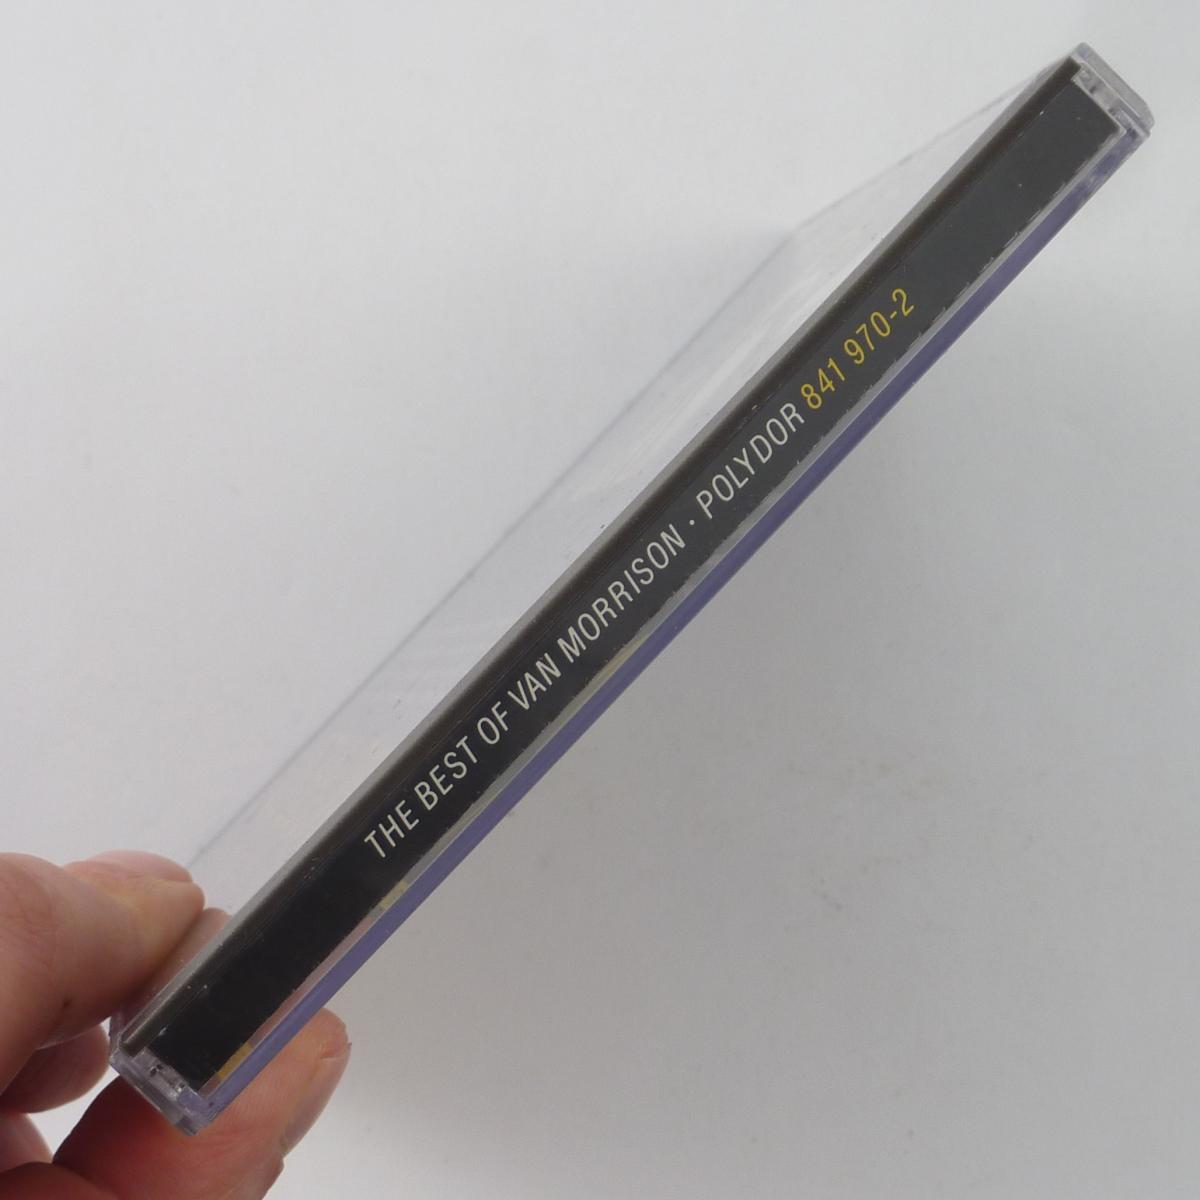 THE BEST OF VAN MORRISON · POLYDOR 841 970-2